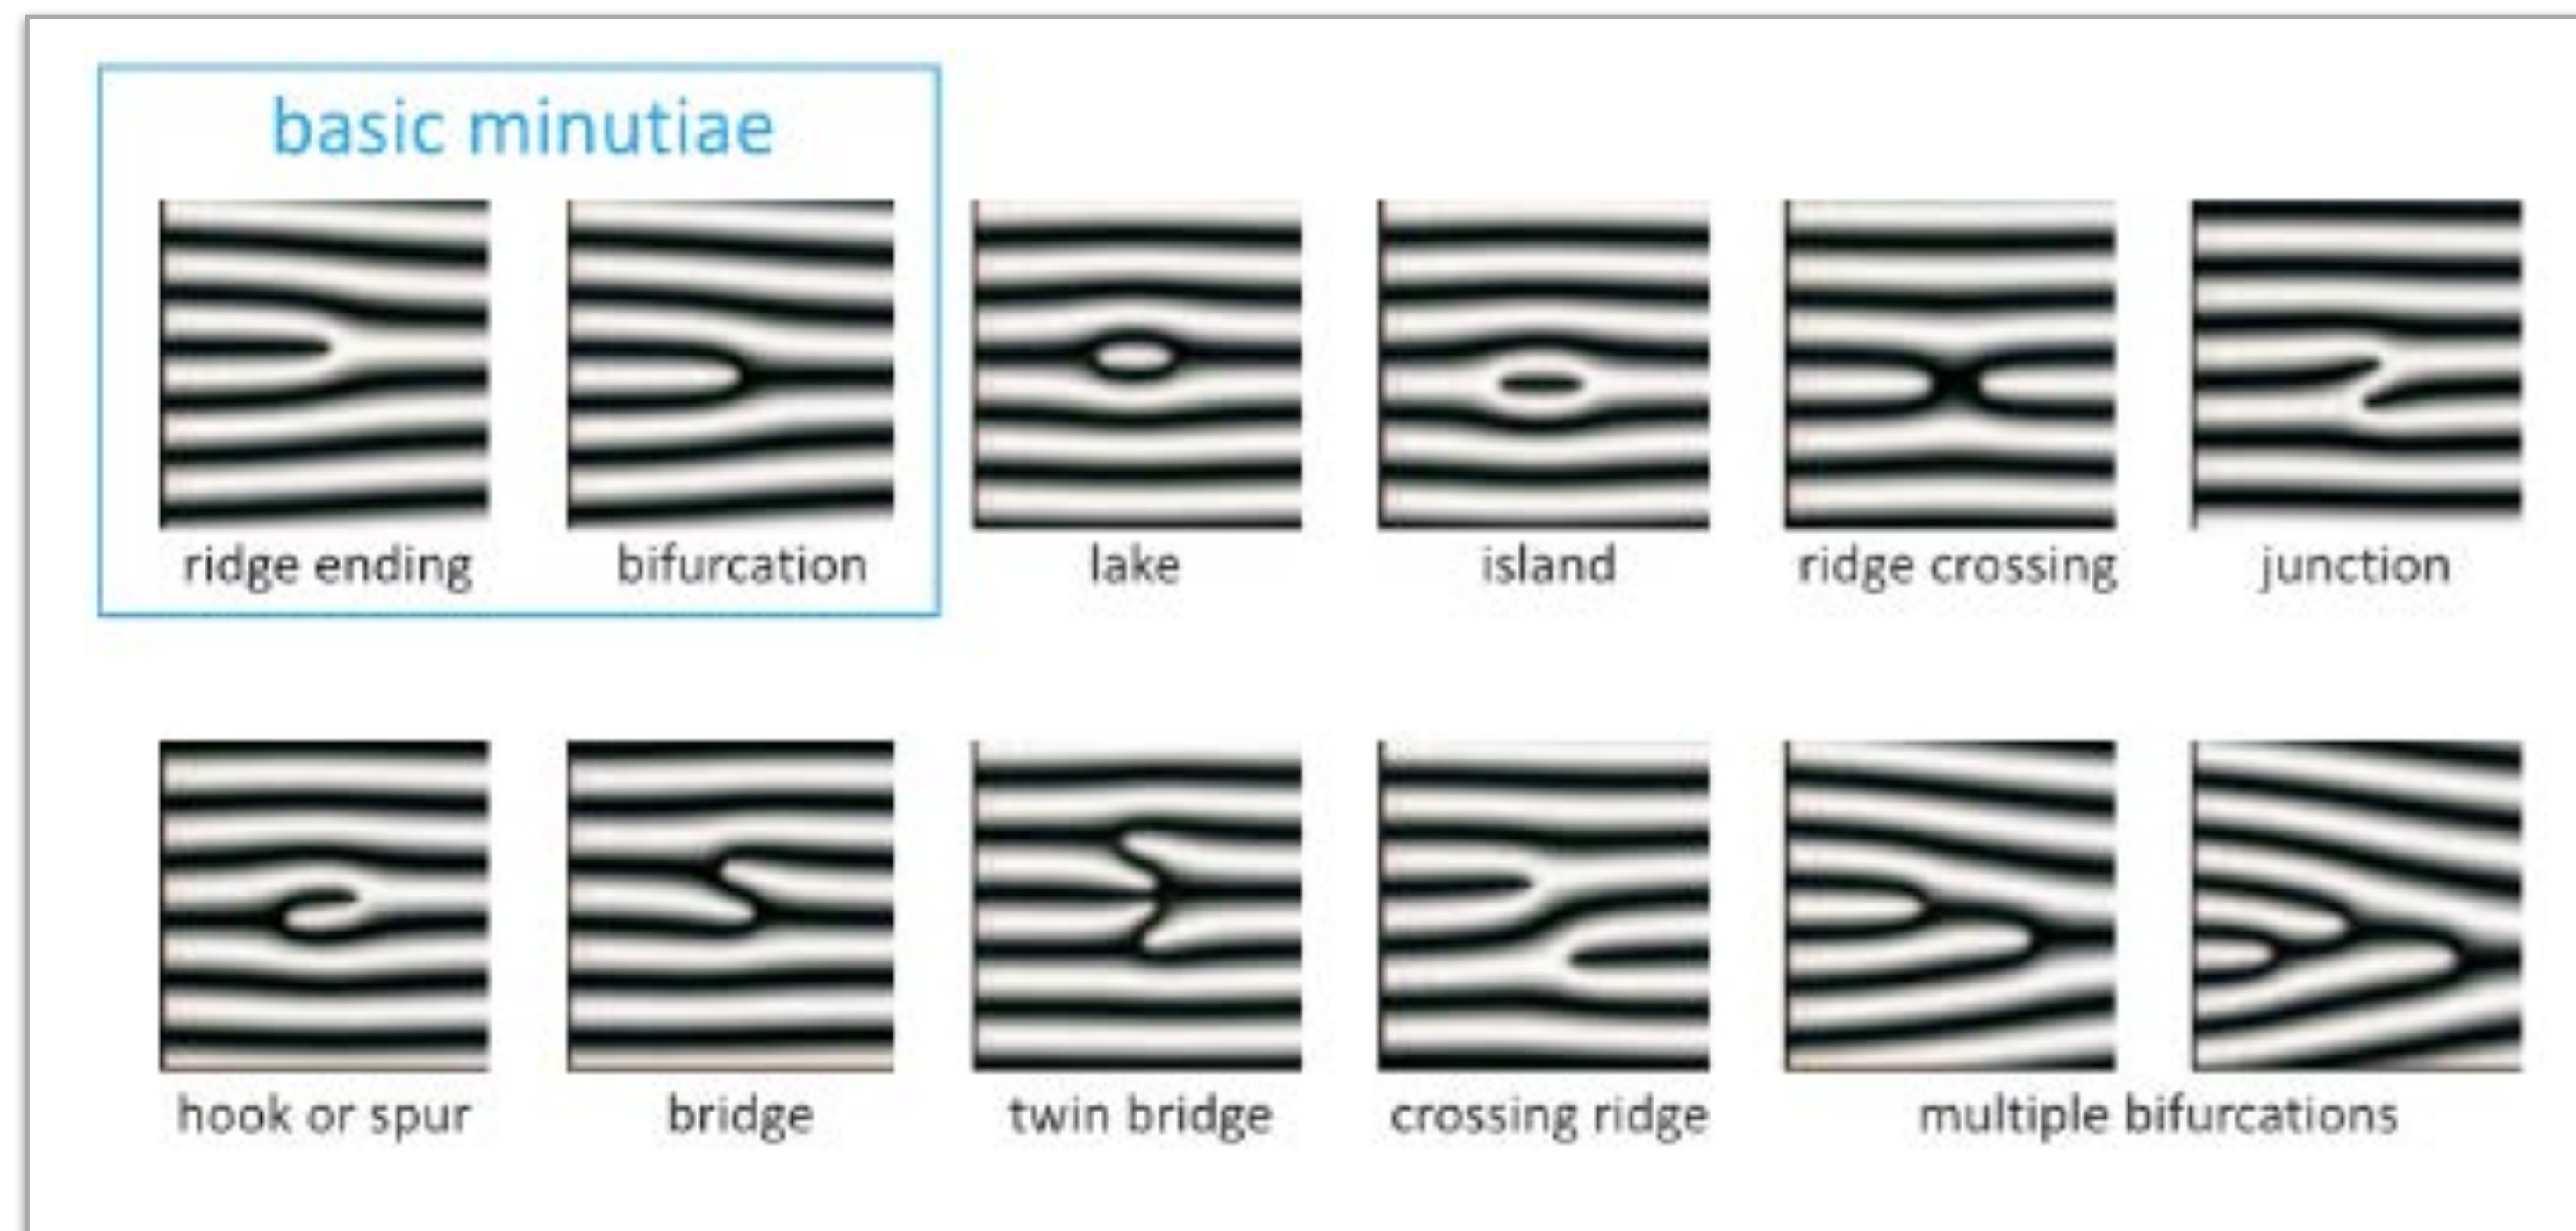 basic minutiae
ridge ending
bifurcation
lake
island
ridge crossing
junction
hook or spur
bridge
twin bridge
crossing ridge
multiple bifurcations